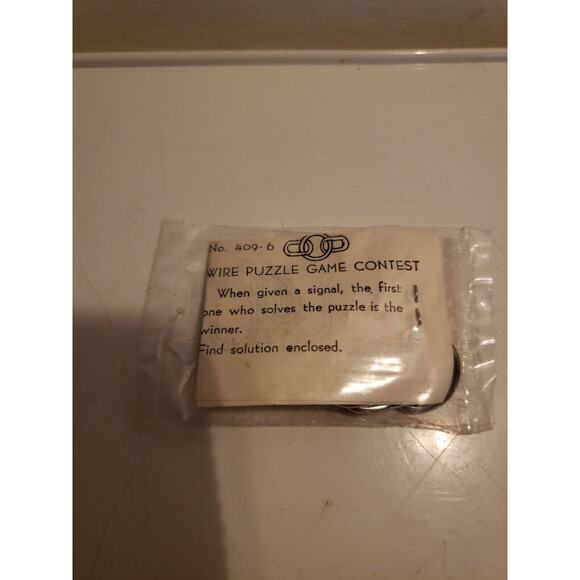 No. 409-6
WIRE PUZZLE GAME CONTEST
When given a signal, the first
one who solves the puzzle is the
winner.
Find solution enclosed.